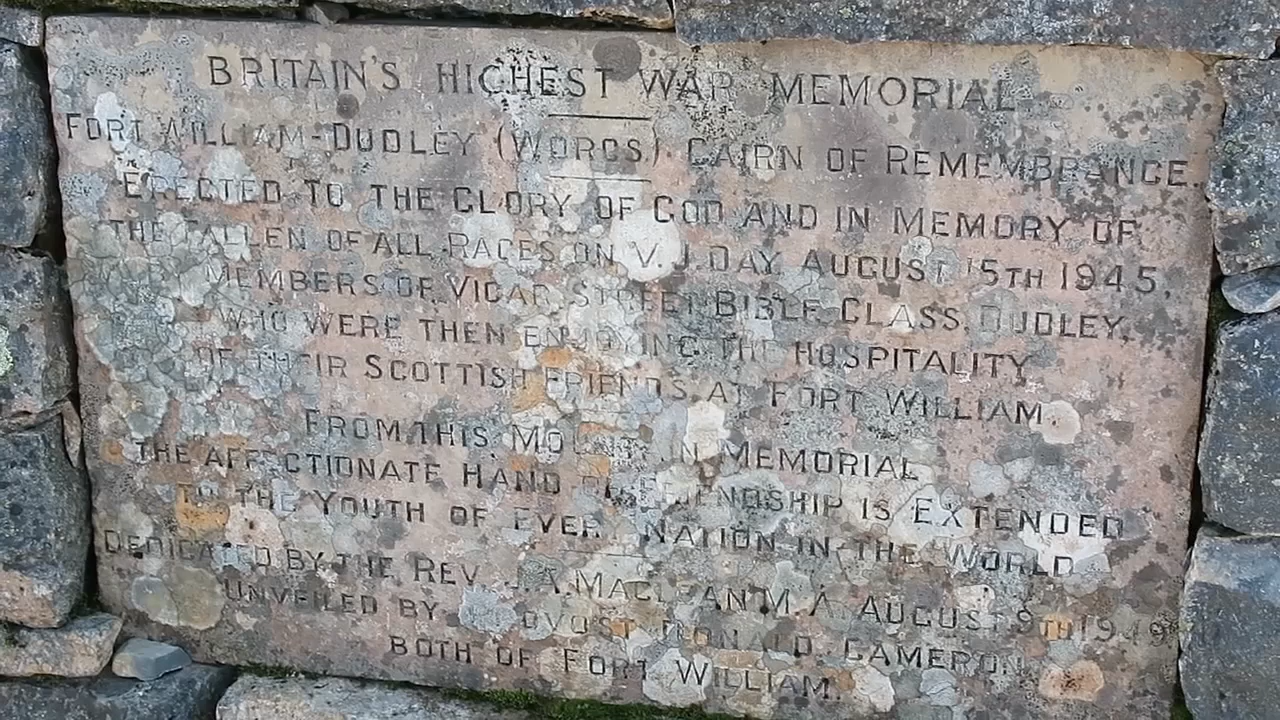 BRITAIN'S HIGHEST WAR MEMORIAL
FORT WILLIAM-DUDLEY (WORCS). CAIRN OF REMEMBRANCE.
ERECTED TO THE GLORY OF GOD AND IN MEMORY OF
THE FALLEN OF ALL RACES ON V.J. DAY AUGUST 15TH 1945.
BY MEMBERS OF VICAR STREET BIBLE CLASS, DUDLEY,
WHO WERE THEN ENJOYING THE HOSPITALITY
OF THEIR SCOTTISH FRIENDS AT FORT WILLIAM
FROM THIS MOUNTAIN MEMORIAL
THE AFFECTIONATE HAND OF FRIENDSHIP IS EXTENDED
TO THE YOUTH OF EVERY NATION IN THE WORLD
DEDICATED BY THE REV. J. A. MACLEAN M.A. AUGUST 9TH
UNVEILED BY PROVOST DONALD CAMERON
BOTH OF FORT WILLIAM.